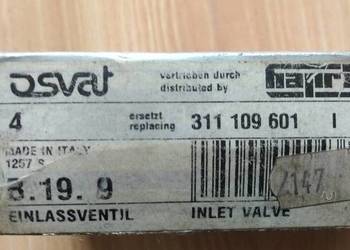 osvat vertrieben durch
distributed by
4 ersetzt
replacing 311 109 601 I
MADE IN ITALY
1257 S
8.19.9 2147
EINLASSVENTIL INLET VALVE